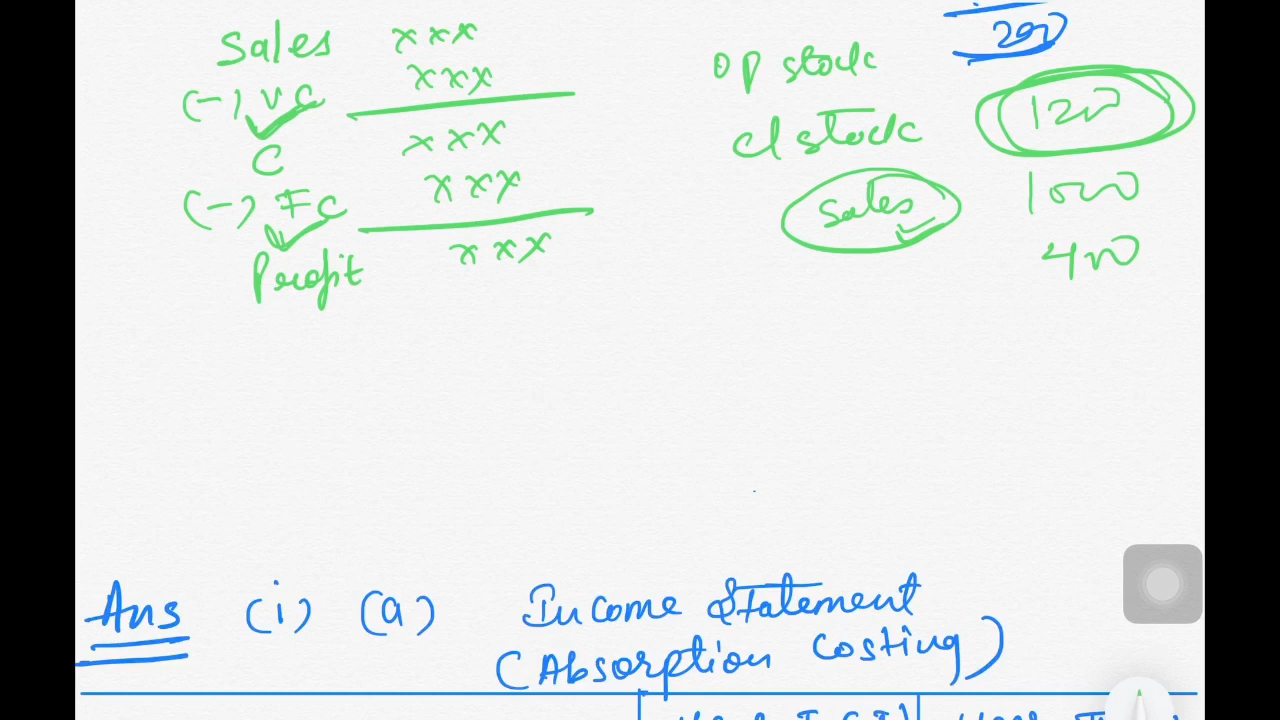 Sales xxx
(-) VC xxx
C xxx
(-) FC xxx
Profit xxx
200
op stock 1200
cl stock 1000
Sales 400
Ans (i) (a) Income Statement
(Absorption Costing)